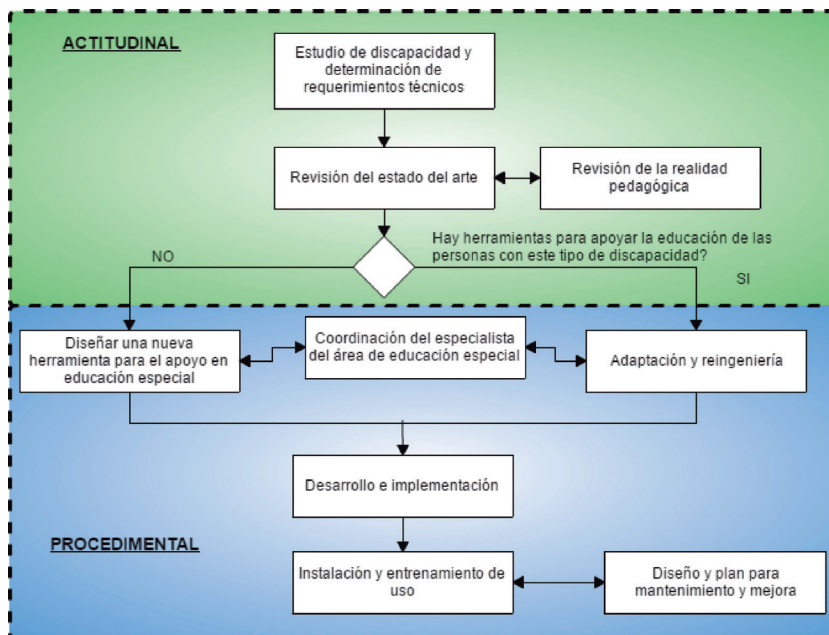 ACTITUDINAL
Estudio de discapacidad y
determinación de
requerimientos técnicos
Revisión del estado del arte
Revisión de la realidad
pedagógica
Hay herramientas para apoyar la educación de las
personas con este tipo de discapacidad?
NO
SI
Diseñar una nueva
herramienta para el apoyo en
educación especial
Coordinación del especialista
del área de educación especial
Adaptación y reingeniería
Desarrollo e implementación
PROCEDIMENTAL
Instalación y entrenamiento de
uso
Diseño y plan para
mantenimiento y mejora